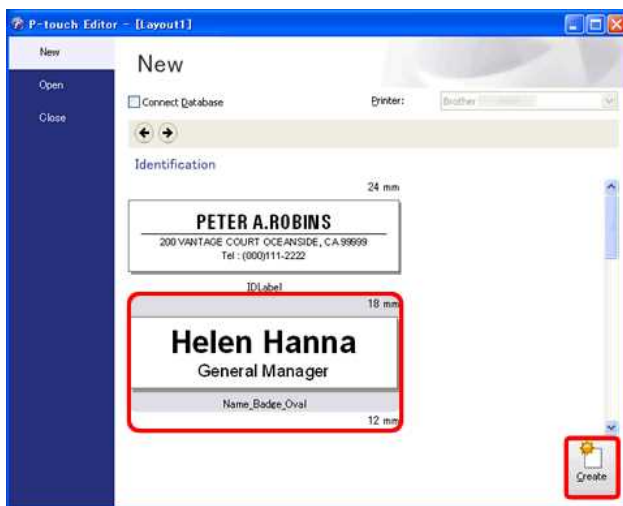 P-touch Editor - [Layout1]
New
Open
Close
New
Connect Database
Printer:
Brother
Identification
24 mm
PETER A.ROBINS
200 VANTAGE COURT OCEANSIDE, CA 99999
Tel : (000)111-2222
IDLabel
18 mm
Helen Hanna
General Manager
Name_Badge_Oval
12 mm
Create